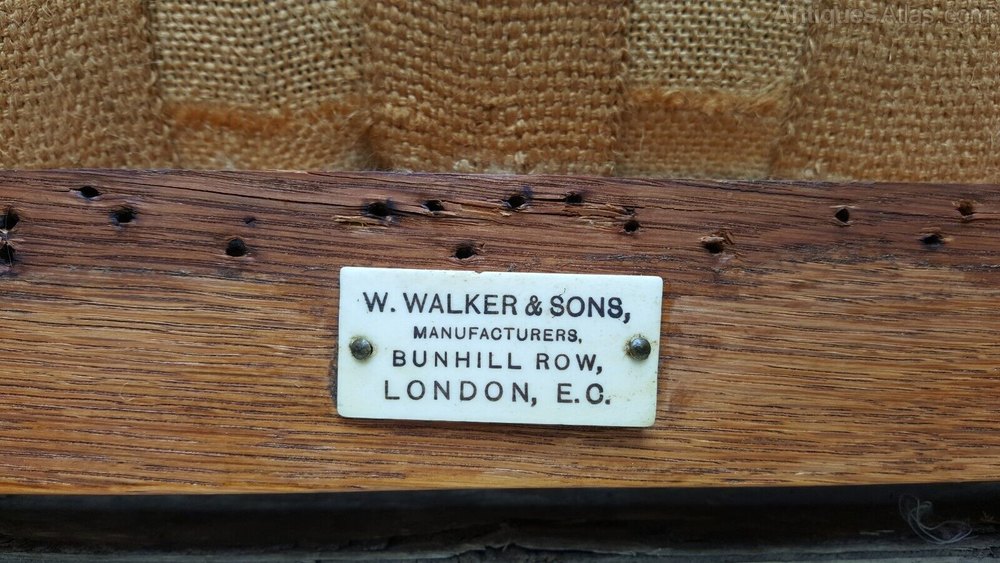 AntiquesAtlas.com
W. WALKER & SONS,
MANUFACTURERS,
BUNHILL ROW,
LONDON, E.C.